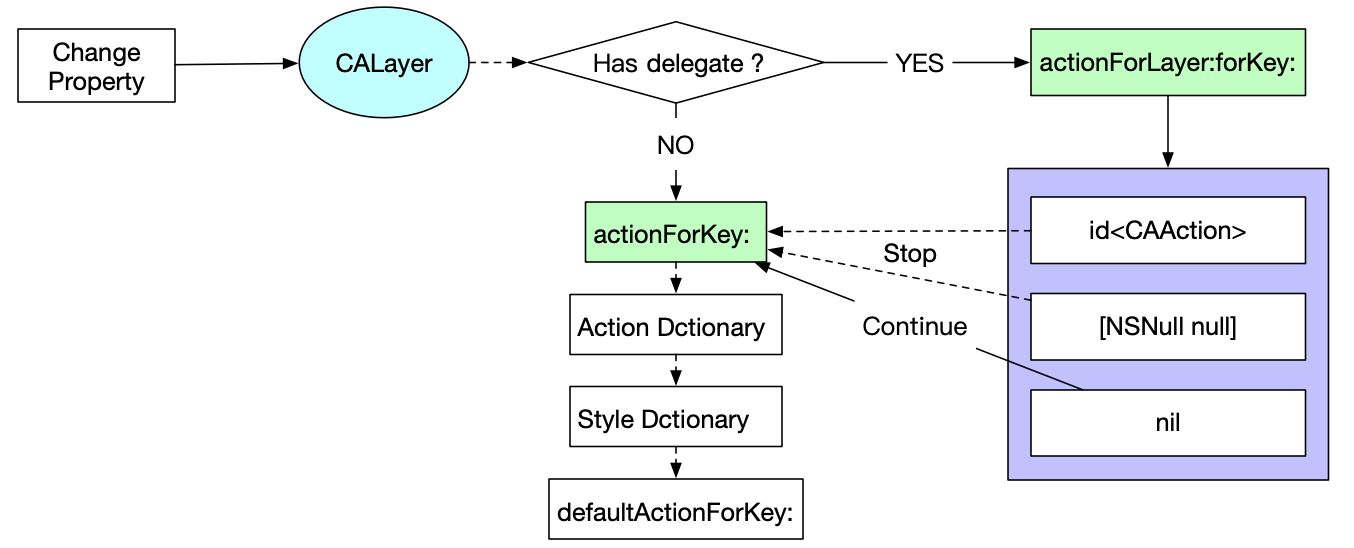 Change
Property
CALayer
Has delegate ?
YES
actionForLayer:forKey:
NO
actionForKey:
id<CAAction>
Stop
[NSNull null]
Continue
Action Dctionary
Style Dctionary
nil
defaultActionForKey: